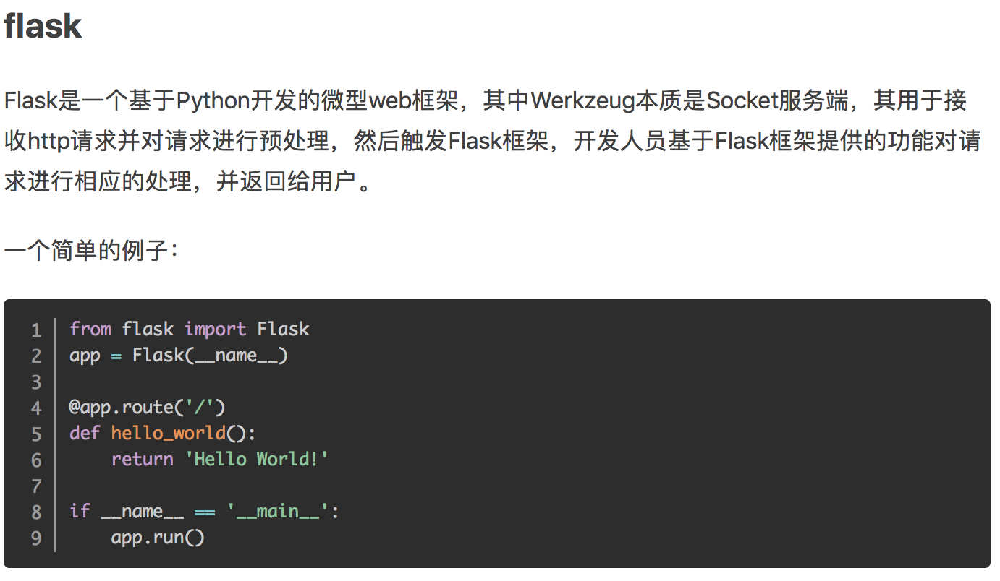 flask
Flask是一个基于Python开发的微型web框架，其中Werkzeug本质是Socket服务端，其用于接
收http请求并对请求进行预处理，然后触发Flask框架，开发人员基于Flask框架提供的功能对请
求进行相应的处理，并返回给用户。
一个简单的例子：
1 from flask import Flask
2 app = Flask(__name__)
3
4 @app.route('/')
5 def hello_world():
6     return 'Hello World!'
7
8 if __name__ == '__main__':
9     app.run()